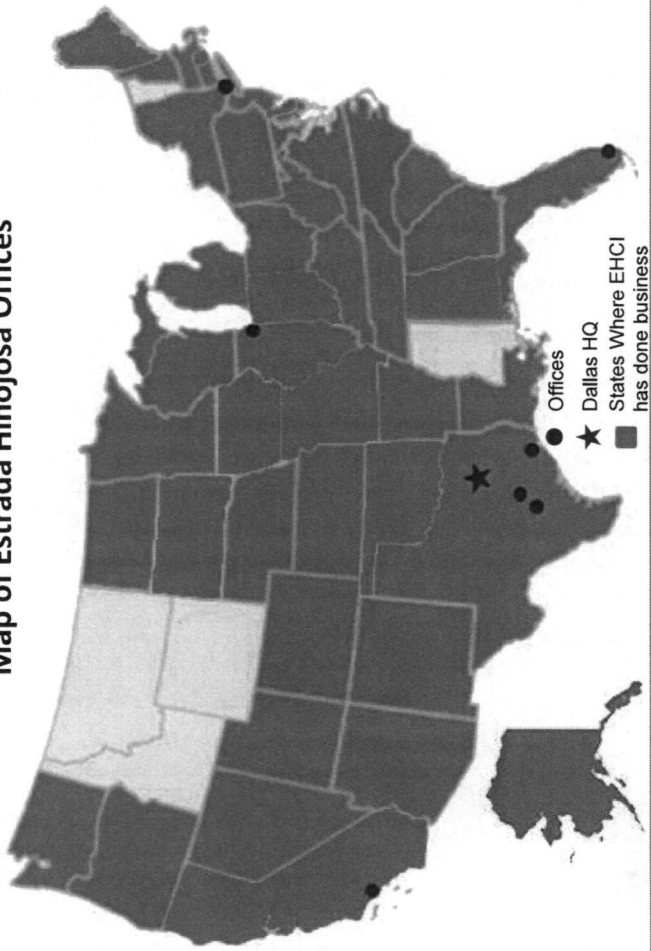 Map of Estrada Hinojosa Offices
Offices
Dallas HQ
States Where EHCI
has done business